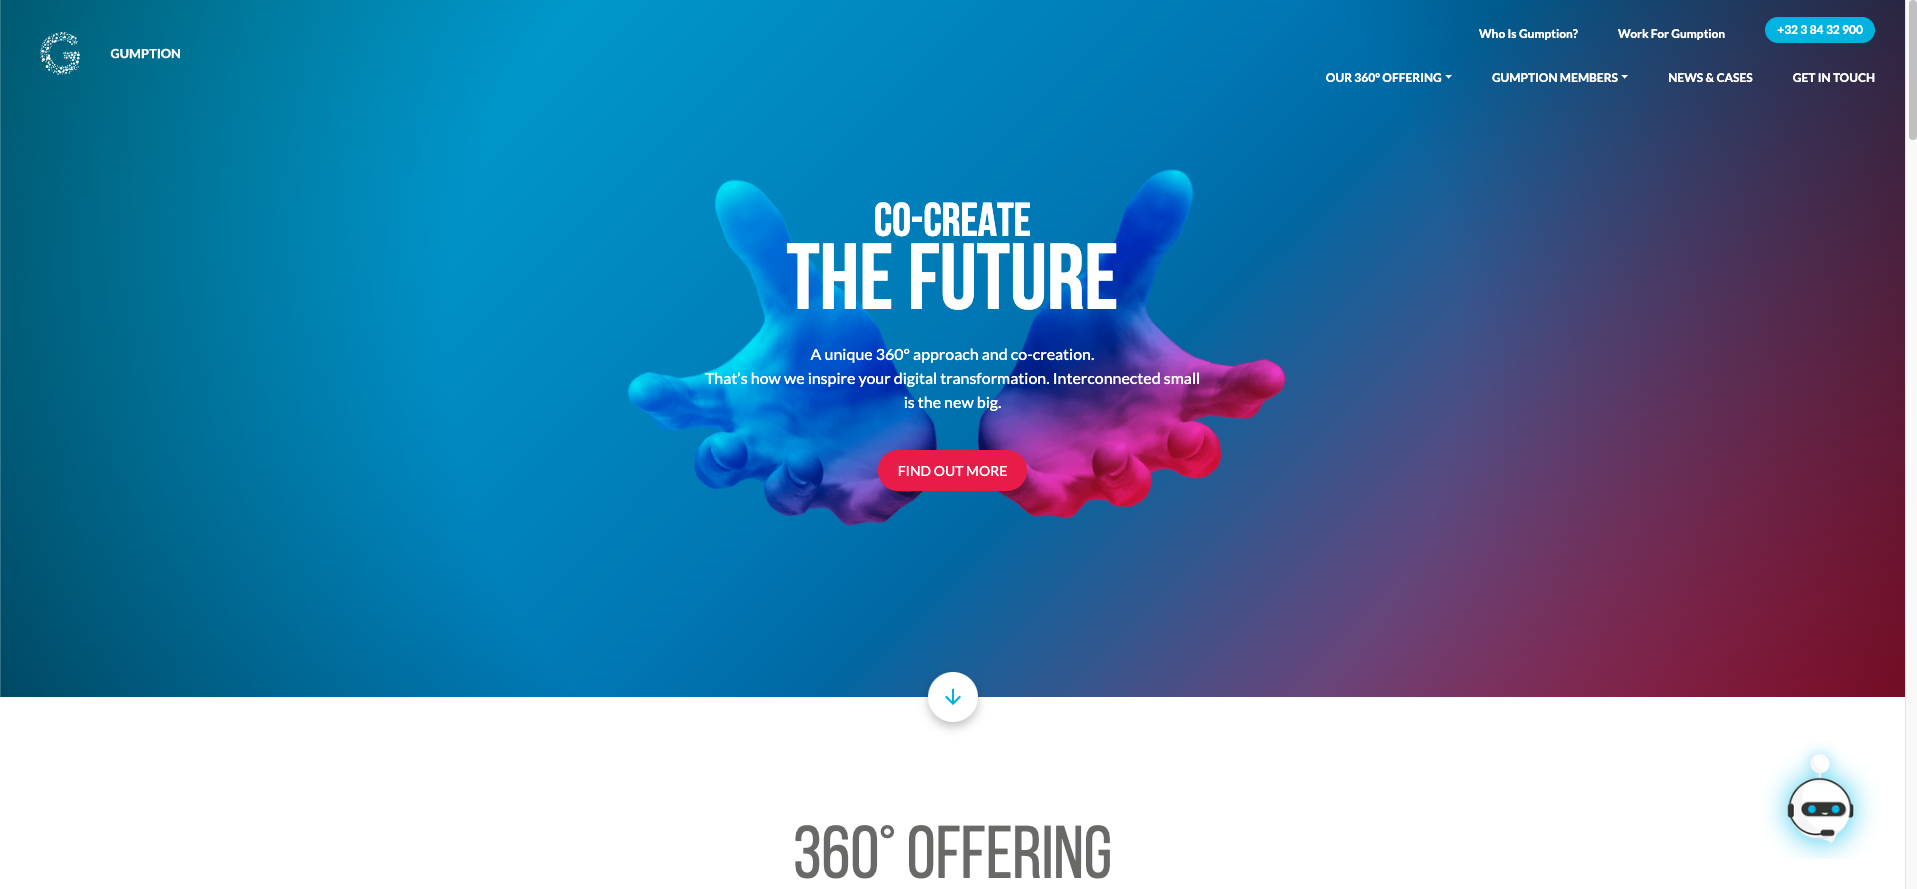 GUMPTION
Who Is Gumption?
Work For Gumption
+32 3 84 32 900
OUR 360° OFFERING
GUMPTION MEMBERS
NEWS & CASES
GET IN TOUCH
CO-CREATE
THE FUTURE
A unique 360° approach and co-creation.
That's how we inspire your digital transformation. Interconnected small
is the new big.
FIND OUT MORE
360° OFFERING